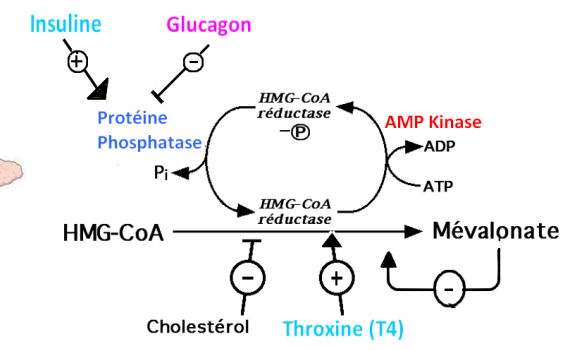 Insuline
Glucagon
+
−
Protéine
Phosphatase
HMG-CoA
réductase
−P
AMP Kinase
ADP
ATP
Pi
HMG-CoA
réductase
HMG-CoA
Mévalonate
−
+
-
Cholestérol
Throxine (T4)